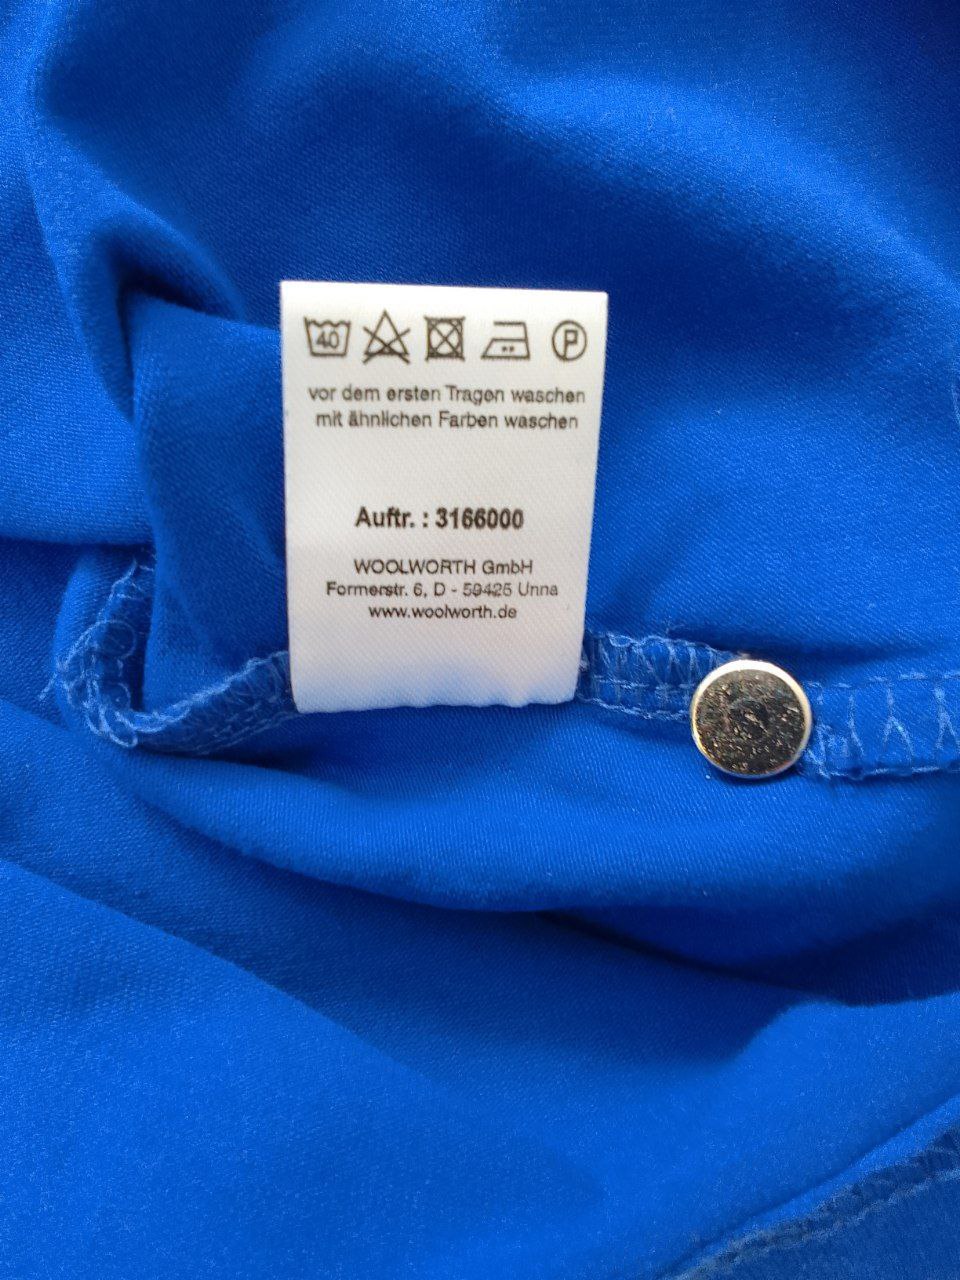 40
P
vor dem ersten Tragen waschen
mit ähnlichen Farben waschen
Auftr. : 3166000
WOOLWORTH GmbH
Formerstr. 6, D - 59425 Unna
www.woolworth.de